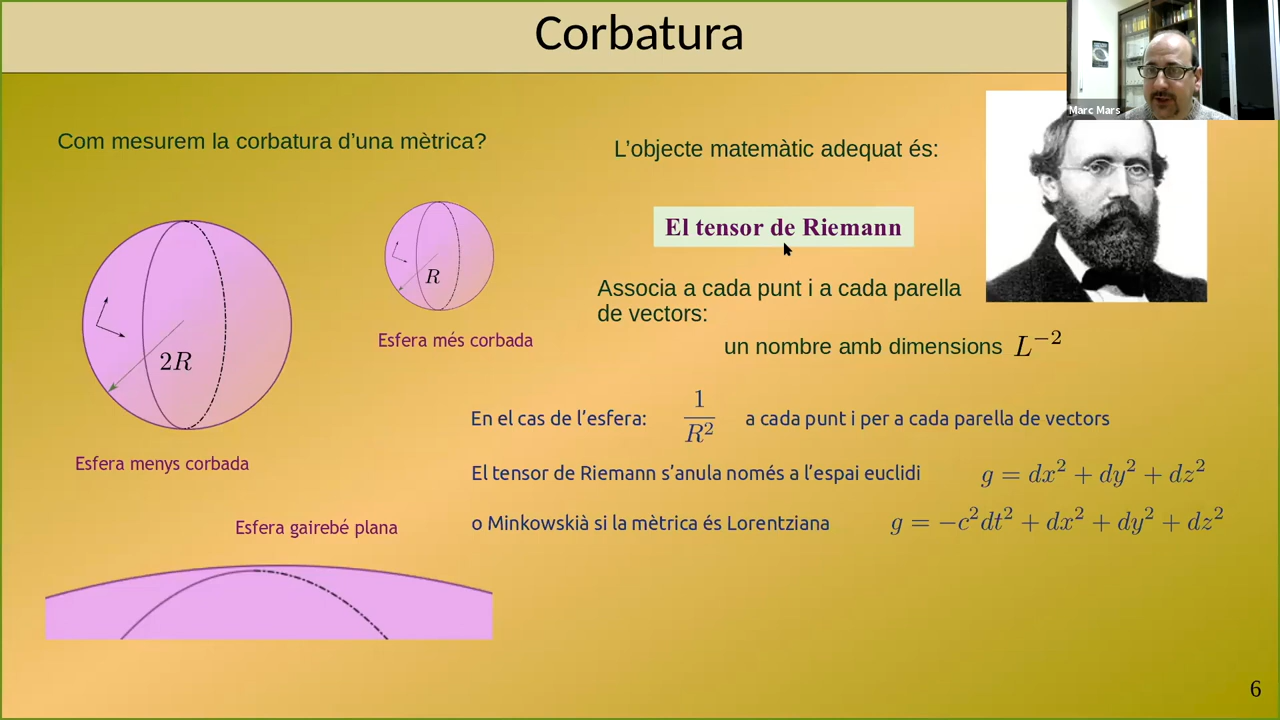 Corbatura
Marc Mars
Com mesurem la corbatura d’una mètrica?
2R
Esfera menys corbada
R
Esfera més corbada
Esfera gairebé plana
L’objecte matemàtic adequat és:
El tensor de Riemann
Associa a cada punt i a cada parella
de vectors:
un nombre amb dimensions L⁻²
En el cas de l’esfera: 1/R² a cada punt i per a cada parella de vectors
El tensor de Riemann s’anula només a l’espai euclidi g = dx² + dy² + dz²
o Minkowskià si la mètrica és Lorentziana g = −c²dt² + dx² + dy² + dz²
6